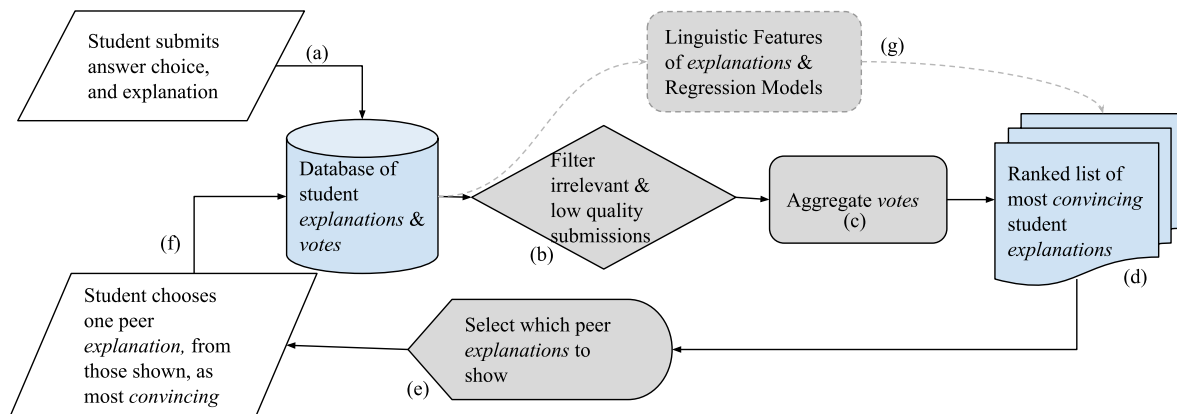 Student submits
answer choice,
and explanation
(a)
Linguistic Features
of explanations &
Regression Models
(g)
Database of
student
explanations &
votes
Filter
irrelevant &
low quality
submissions
(b)
Aggregate votes
(c)
Ranked list of
most convincing
student
explanations
(d)
(f)
Student chooses
one peer
explanation, from
those shown, as
most convincing
Select which peer
explanations to
show
(e)